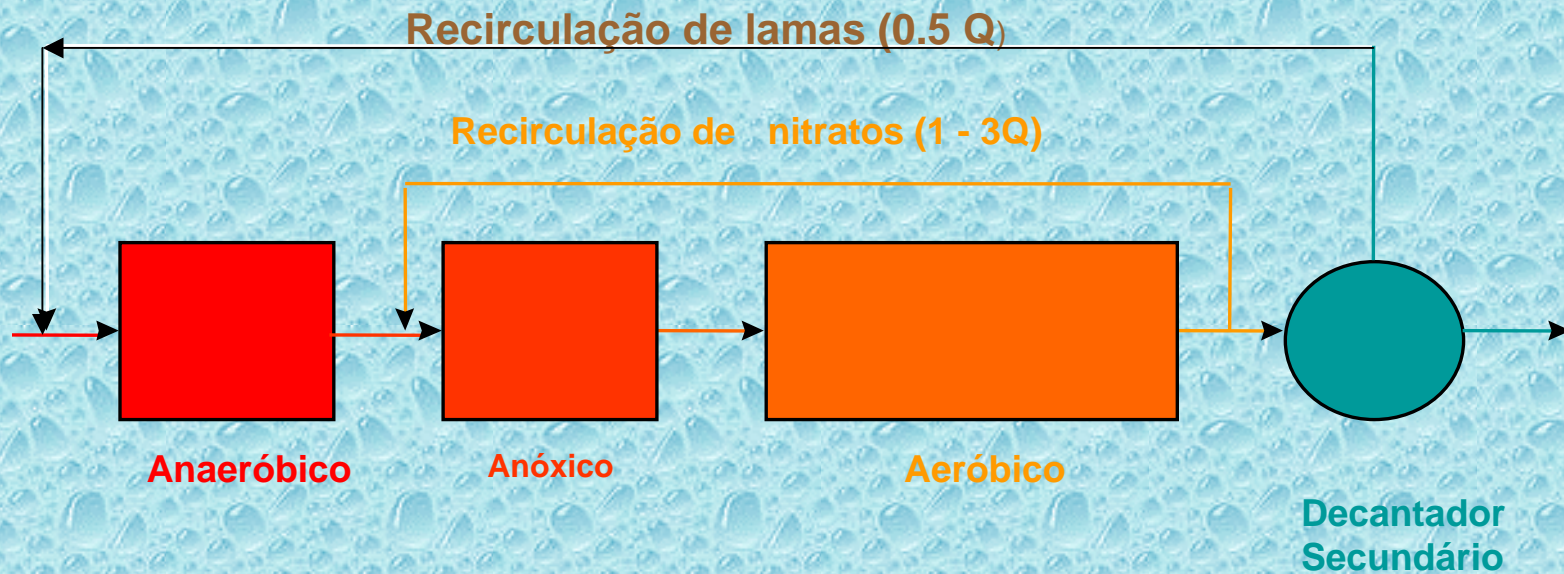 Recirculação de lamas (0.5 Q)
Recirculação de nitratos (1 - 3Q)
Anaeróbico
Anóxico
Aeróbico
Decantador
Secundário